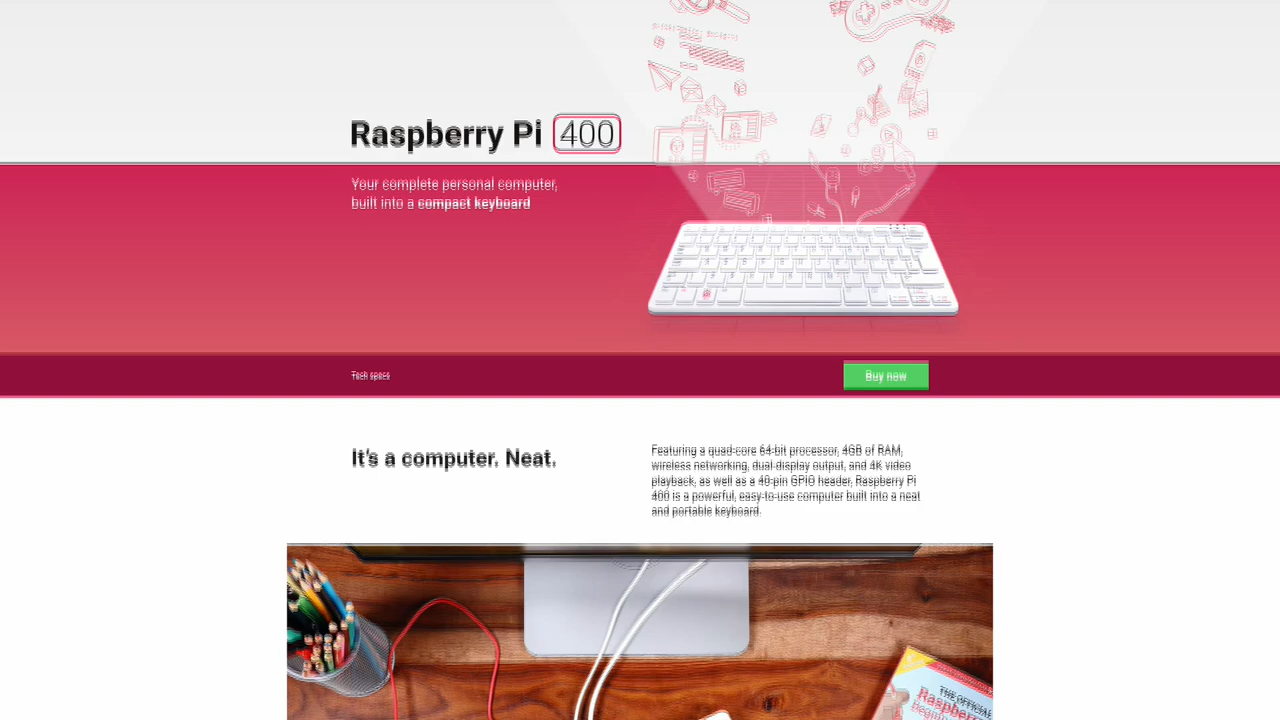 Raspberry Pi 400
Your complete personal computer,
built into a compact keyboard
Tech specs
Buy now
It's a computer. Neat.
Featuring a quad-core 64-bit processor, 4GB of RAM,
wireless networking, dual-display output, and 4K video
playback, as well as a 40-pin GPIO header, Raspberry Pi
400 is a powerful, easy-to-use computer built into a neat
and portable keyboard.
THE OFFICIAL
Raspberry